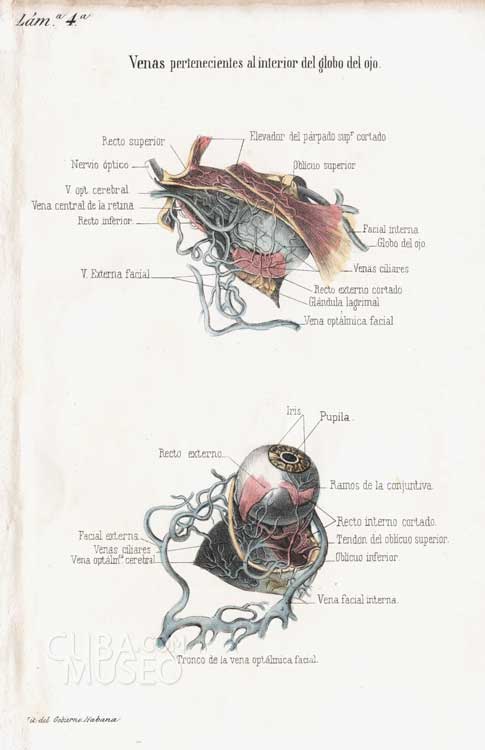 Lám.ª 4.ª
Venas pertenecientes al interior del globo del ojo.
Recto superior
Elevador del párpado supr cortado
Nervio óptico
Oblícuo superior
V. opt. cerebral
Vena central de la retina
Recto inferior.
Facial interna
Globo del ojo
V. Externa facial
Venas ciliares
Recto externo cortado
Glándula lagrimal
Vena optálmica facial
Iris
Pupila.
Recto externo.
Ramos de la conjuntiva.
Recto interno cortado.
Facial externa
Tendon del oblícuo superior.
Venas ciliares
Vena optálmca cerebral
Oblícuo inferior.
Vena facial interna.
CUBA.COM
MUSEO
Tronco de la vena optálmica facial.
del Gobierno. Habana